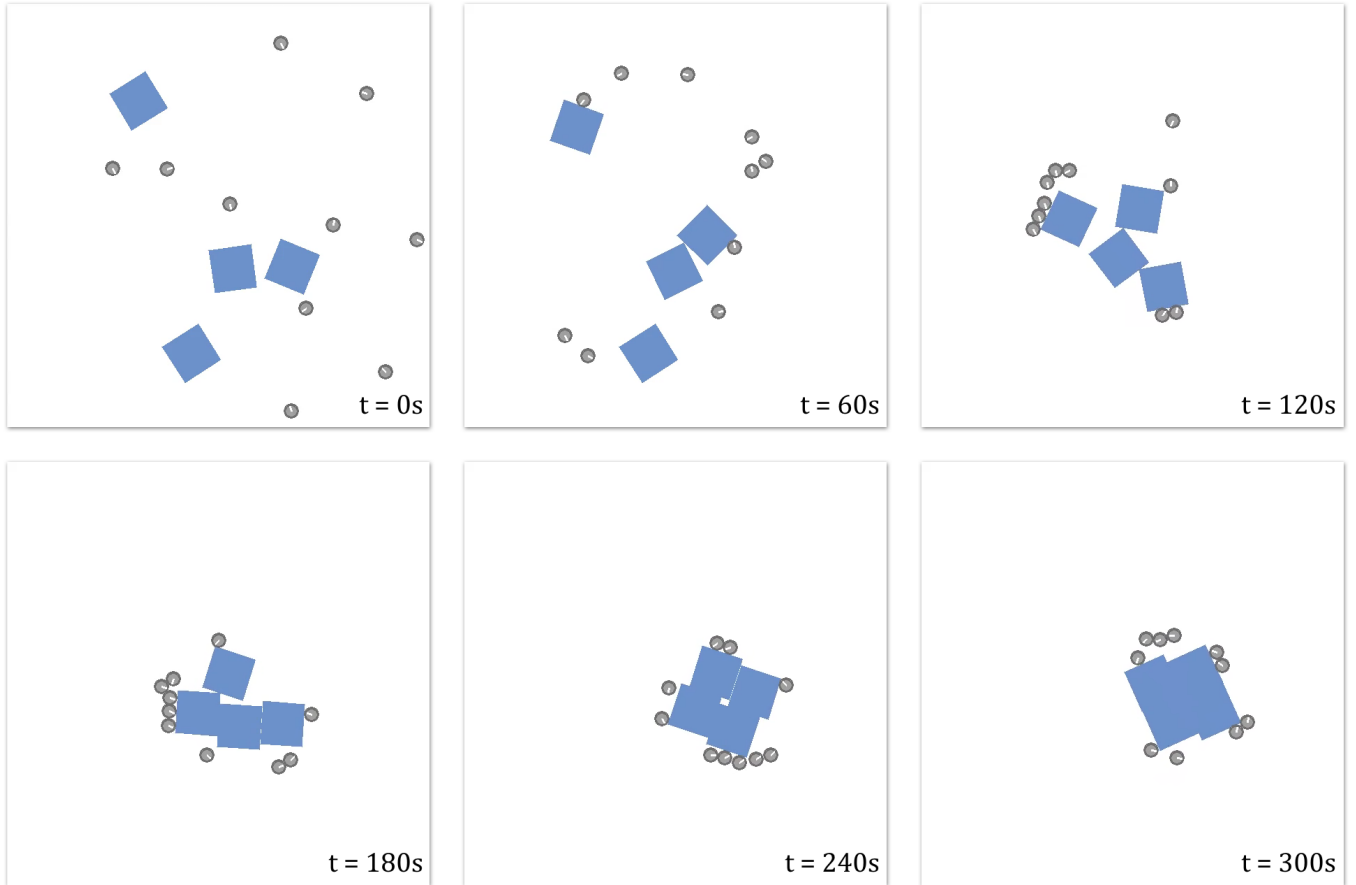 t = 0s
t = 60s
t = 120s
t = 180s
t = 240s
t = 300s